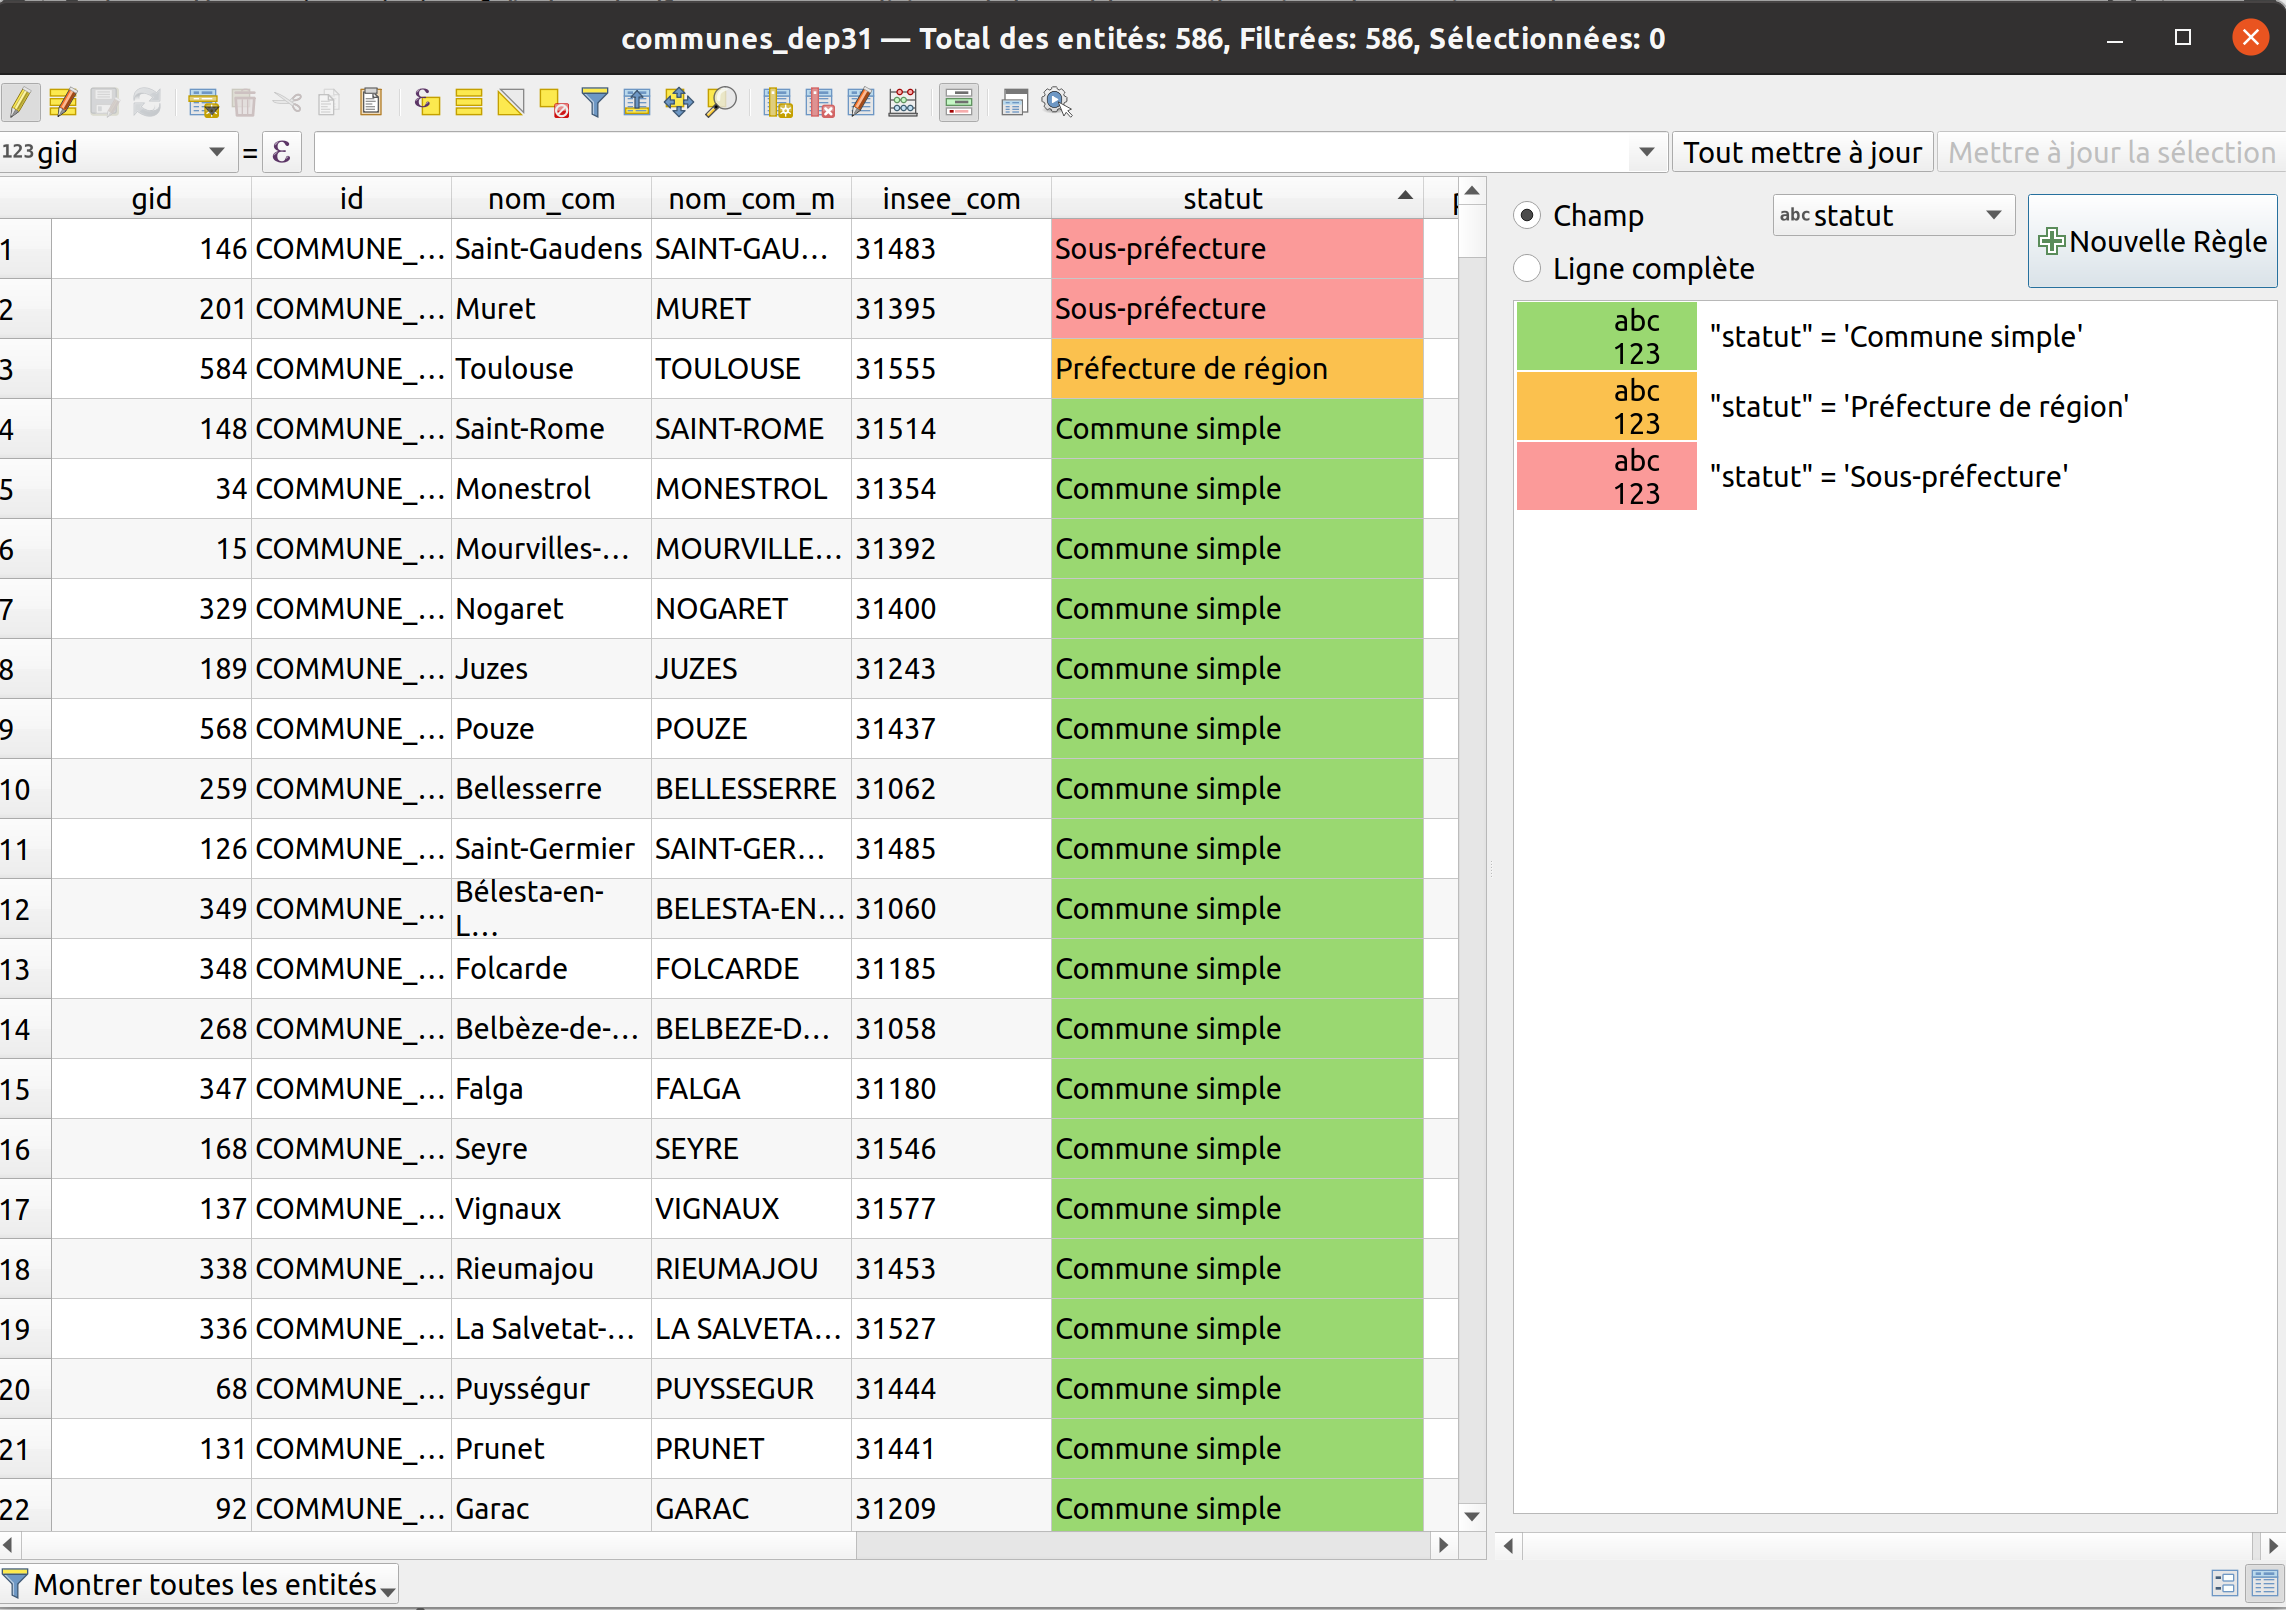 communes_dep31 — Total des entités: 586, Filtrées: 586, Sélectionnées: 0
123 gid = ε Tout mettre à jour Mettre à jour la sélection
gid id nom_com nom_com_m insee_com statut
1 146 COMMUNE_... Saint-Gaudens SAINT-GAU... 31483 Sous-préfecture
2 201 COMMUNE_... Muret MURET 31395 Sous-préfecture
3 584 COMMUNE_... Toulouse TOULOUSE 31555 Préfecture de région
4 148 COMMUNE_... Saint-Rome SAINT-ROME 31514 Commune simple
5 34 COMMUNE_... Monestrol MONESTROL 31354 Commune simple
6 15 COMMUNE_... Mourvilles-... MOURVILLE... 31392 Commune simple
7 329 COMMUNE_... Nogaret NOGARET 31400 Commune simple
8 189 COMMUNE_... Juzes JUZES 31243 Commune simple
9 568 COMMUNE_... Pouze POUZE 31437 Commune simple
10 259 COMMUNE_... Bellesserre BELLESSERRE 31062 Commune simple
11 126 COMMUNE_... Saint-Germier SAINT-GER... 31485 Commune simple
12 349 COMMUNE_... Bélesta-en-L... BELESTA-EN... 31060 Commune simple
13 348 COMMUNE_... Folcarde FOLCARDE 31185 Commune simple
14 268 COMMUNE_... Belbèze-de-... BELBEZE-D... 31058 Commune simple
15 347 COMMUNE_... Falga FALGA 31180 Commune simple
16 168 COMMUNE_... Seyre SEYRE 31546 Commune simple
17 137 COMMUNE_... Vignaux VIGNAUX 31577 Commune simple
18 338 COMMUNE_... Rieumajou RIEUMAJOU 31453 Commune simple
19 336 COMMUNE_... La Salvetat-... LA SALVETA... 31527 Commune simple
20 68 COMMUNE_... Puysségur PUYSSEGUR 31444 Commune simple
21 131 COMMUNE_... Prunet PRUNET 31441 Commune simple
22 92 COMMUNE_... Garac GARAC 31209 Commune simple
Champ abc statut
Nouvelle Règle
Ligne complète
abc
123 "statut" = 'Commune simple'
abc
123 "statut" = 'Préfecture de région'
abc
123 "statut" = 'Sous-préfecture'
Montrer toutes les entités